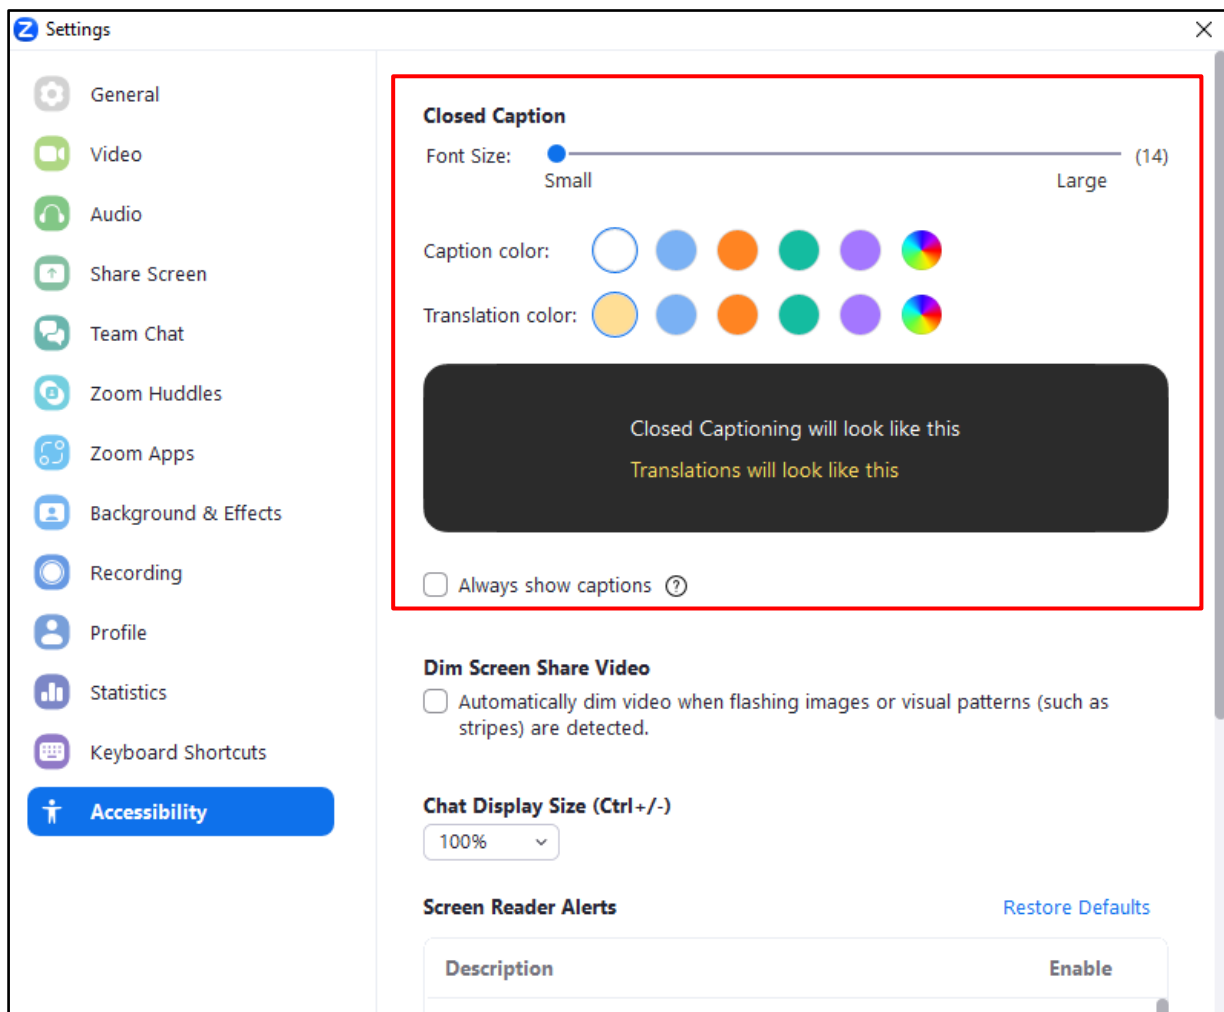 Settings
General
Video
Audio
Share Screen
Team Chat
Zoom Huddles
Zoom Apps
Background & Effects
Recording
Profile
Statistics
Keyboard Shortcuts
Accessibility
Closed Caption
Font Size: (14)
Small Large
Caption color:
Translation color:
Closed Captioning will look like this
Translations will look like this
Always show captions ?
Dim Screen Share Video
Automatically dim video when flashing images or visual patterns (such as
stripes) are detected.
Chat Display Size (Ctrl+/-)
100%
Screen Reader Alerts Restore Defaults
Description Enable